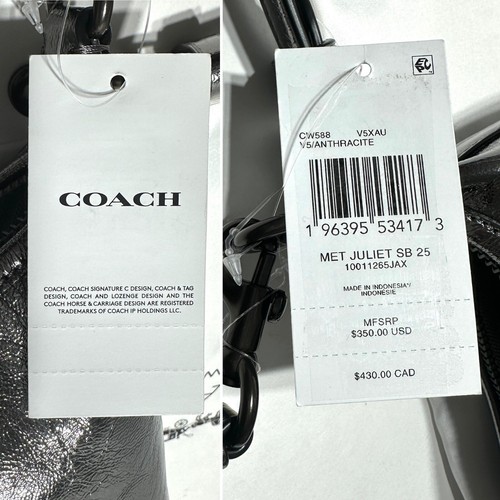 COACH
COACH, COACH SIGNATURE C DESIGN, COACH & TAG
DESIGN, COACH AND LOZENGE DESIGN AND THE
COACH HORSE & CARRIAGE DESIGN ARE REGISTERED
TRADEMARKS OF COACH IP HOLDINGS LLC.
CW588 V5XAU
V5/ANTHRACITE
1 96395 53417 3
MET JULIET SB 25
10011265JAX
MADE IN INDONESIA*/
INDONESIE
MFSRP
$350.00 USD
$430.00 CAD